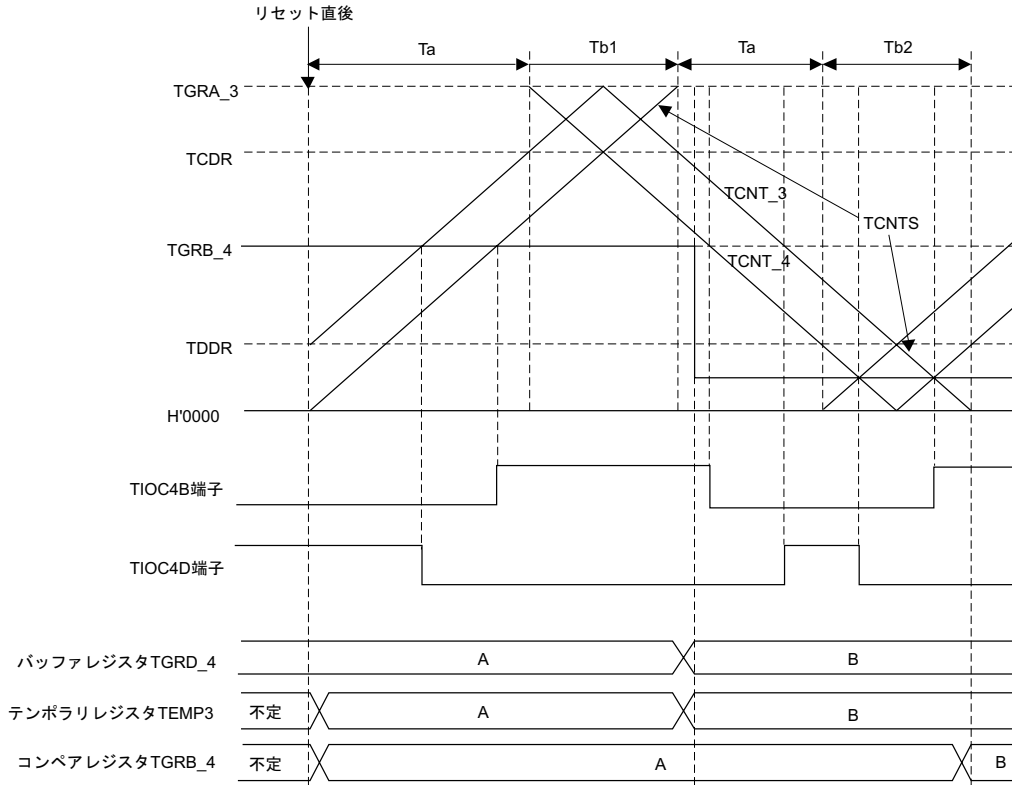 リセット直後
Ta Tb1 Ta Tb2
TGRA_3
TCDR
TCNT_3
TCNTS
TGRB_4
TCNT_4
TDDR
H'0000
TIOC4B端子
TIOC4D端子
バッファレジスタTGRD_4 A B
テンポラリレジスタTEMP3 不定 A B
コンペアレジスタTGRB_4 不定 A B